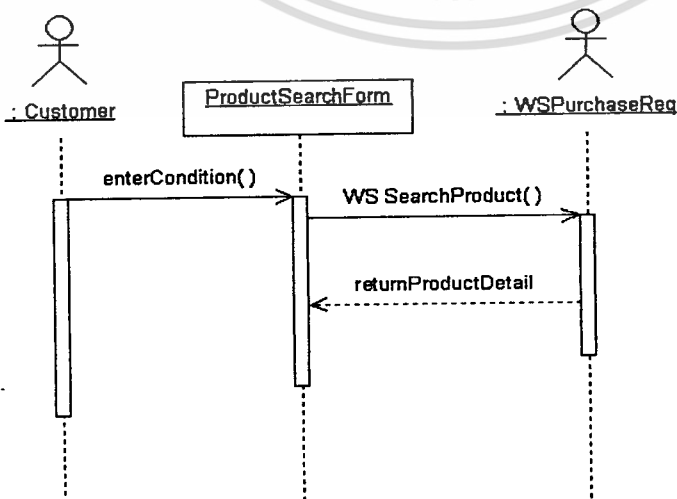 : Customer
ProductSearchForm
: WSPurchaseReq
enterCondition( )
WS SearchProduct( )
returnProductDetail